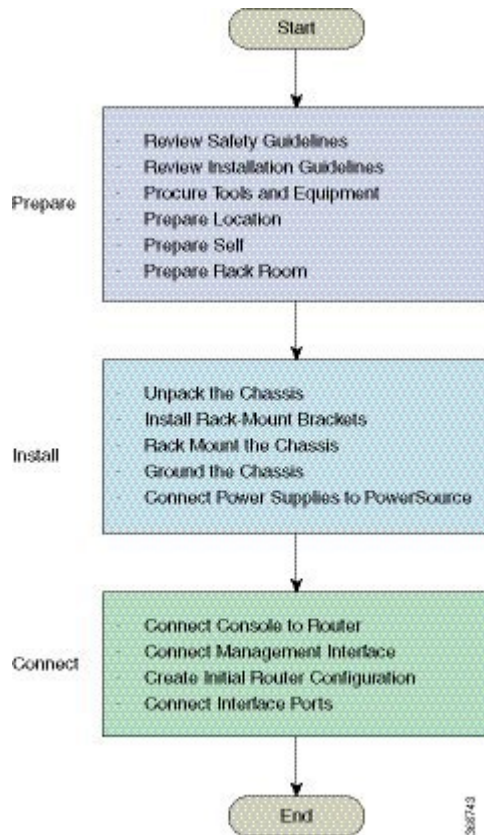 Start
Prepare
- Review Safety Guidelines
- Review Installation Guidelines
- Procure Tools and Equipment
- Prepare Location
- Prepare Self
- Prepare Rack Room
Install
- Unpack the Chassis
- Install Rack-Mount Brackets
- Rack Mount the Chassis
- Ground the Chassis
- Connect Power Supplies to PowerSource
Connect
- Connect Console to Router
- Connect Management Interface
- Create Initial Router Configuration
- Connect Interface Ports
End
368743